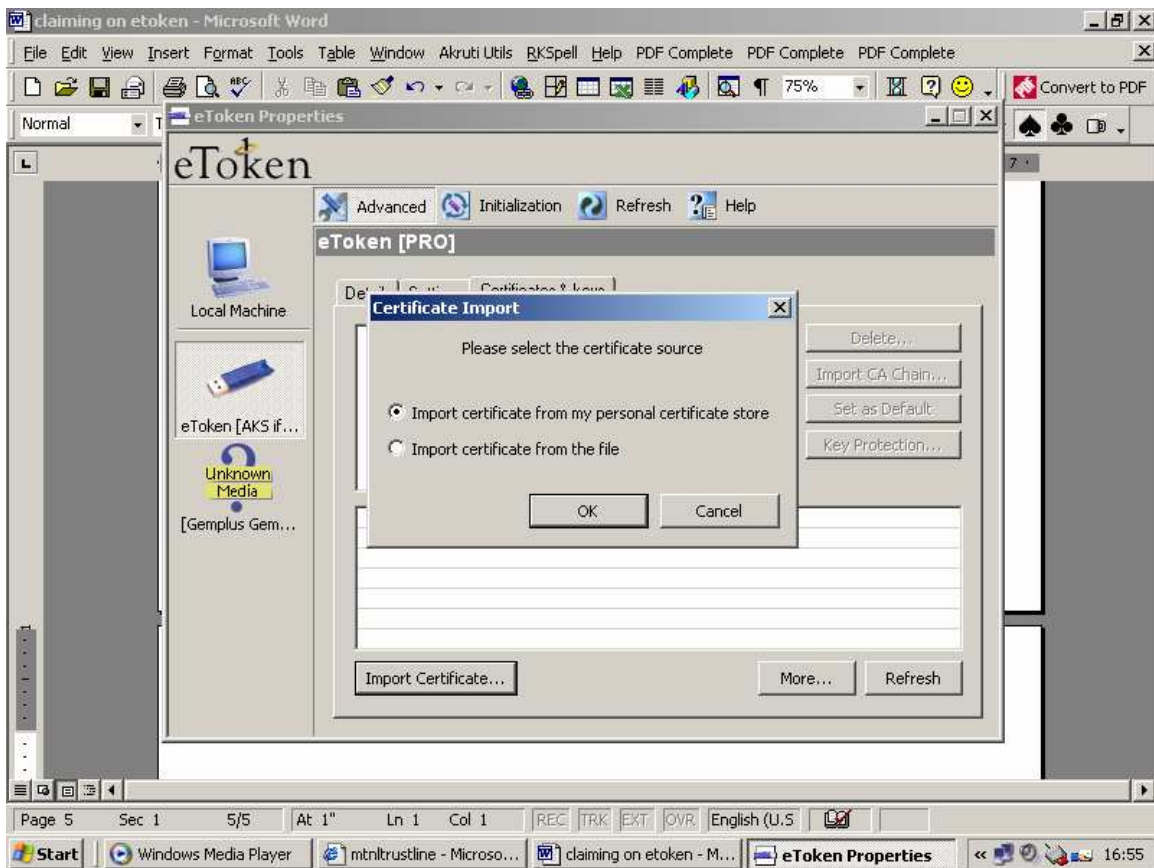 claiming on etoken - Microsoft Word
File Edit View Insert Format Tools Table Window Akruti Utils RKSpell Help PDF Complete PDF Complete PDF Complete
75% Convert to PDF
Normal
eToken Properties
eToken
Advanced Initialization Refresh Help
eToken [PRO]
Local Machine
eToken [AKS if...
Unknown
Media
[Gemplus Gem...
Certificates & keys
Certificate Import
Please select the certificate source
Import certificate from my personal certificate store
Import certificate from the file
OK Cancel
Delete...
Import CA Chain...
Set as Default
Key Protection...
Import Certificate... More... Refresh
Page 5 Sec 1 5/5 At 1" Ln 1 Col 1 REC TRK EXT OVR English (U.S
Start Windows Media Player mtnltrustline - Microso... claiming on etoken - M... eToken Properties « 16:55